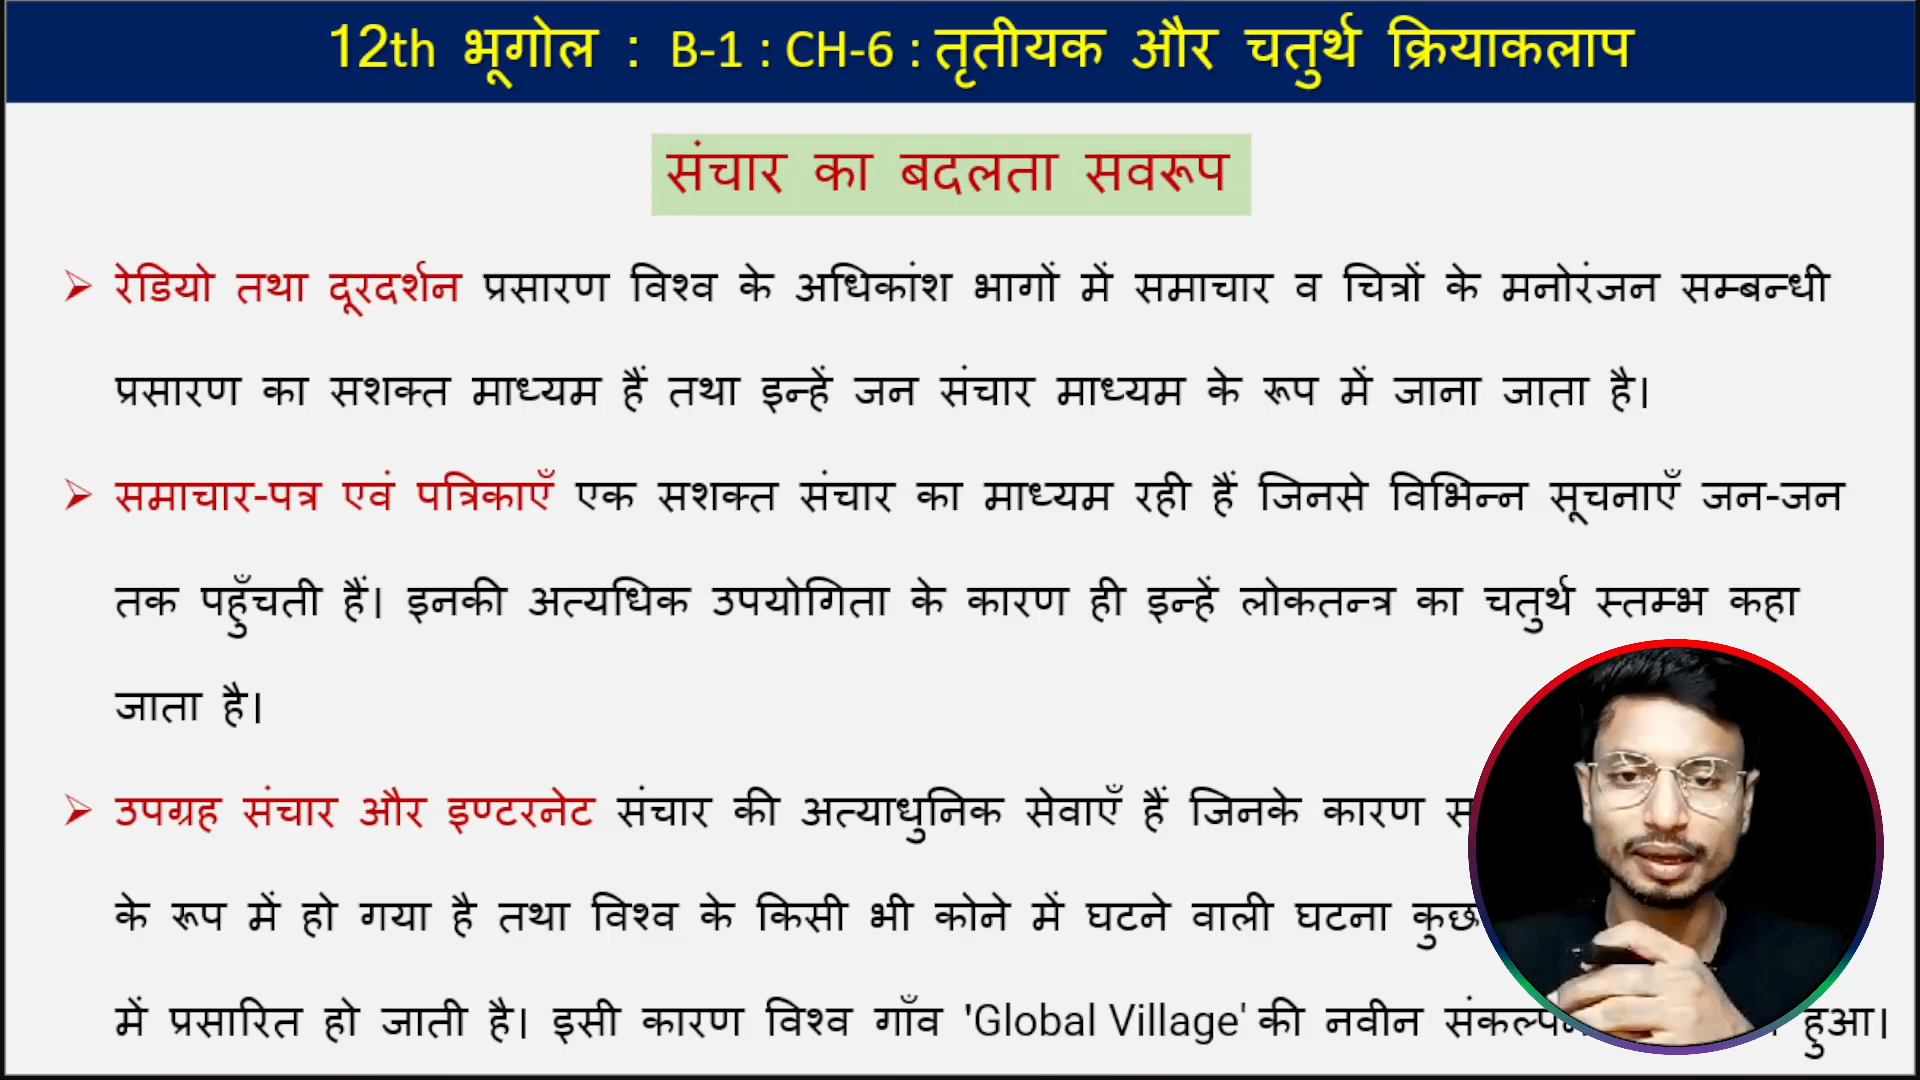 12th भूगोल : B-1 : CH-6 : तृतीयक और चतुर्थ क्रियाकलाप
संचार का बदलता सवरूप
➢ रेडियो तथा दूरदर्शन प्रसारण विश्व के अधिकांश भागों में समाचार व चित्रों के मनोरंजन सम्बन्धी
प्रसारण का सशक्त माध्यम हैं तथा इन्हें जन संचार माध्यम के रूप में जाना जाता है।
➢ समाचार-पत्र एवं पत्रिकाएँ एक सशक्त संचार का माध्यम रही हैं जिनसे विभिन्न सूचनाएँ जन-जन
तक पहुँचती हैं। इनकी अत्यधिक उपयोगिता के कारण ही इन्हें लोकतन्त्र का चतुर्थ स्तम्भ कहा
जाता है।
➢ उपग्रह संचार और इण्टरनेट संचार की अत्याधुनिक सेवाएँ हैं जिनके कारण
के रूप में हो गया है तथा विश्व के किसी भी कोने में घटने वाली घटना कुछ
में प्रसारित हो जाती है। इसी कारण विश्व गाँव 'Global Village' की नवीन हुआ।